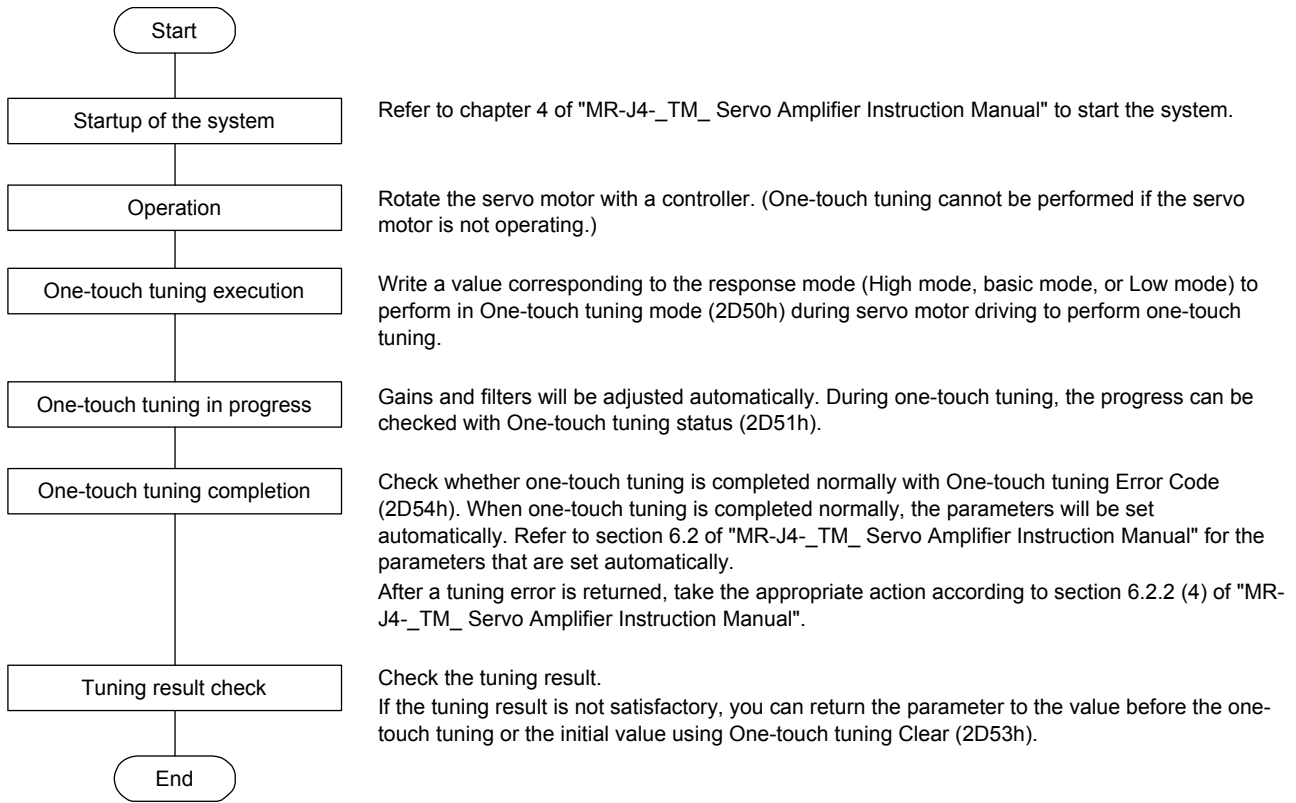 Start
Startup of the system
Refer to chapter 4 of "MR-J4-_TM_ Servo Amplifier Instruction Manual" to start the system.
Operation
Rotate the servo motor with a controller. (One-touch tuning cannot be performed if the servo
motor is not operating.)
One-touch tuning execution
Write a value corresponding to the response mode (High mode, basic mode, or Low mode) to
perform in One-touch tuning mode (2D50h) during servo motor driving to perform one-touch
tuning.
One-touch tuning in progress
Gains and filters will be adjusted automatically. During one-touch tuning, the progress can be
checked with One-touch tuning status (2D51h).
One-touch tuning completion
Check whether one-touch tuning is completed normally with One-touch tuning Error Code
(2D54h). When one-touch tuning is completed normally, the parameters will be set
automatically. Refer to section 6.2 of "MR-J4-_TM_ Servo Amplifier Instruction Manual" for the
parameters that are set automatically.
After a tuning error is returned, take the appropriate action according to section 6.2.2 (4) of "MR-
J4-_TM_ Servo Amplifier Instruction Manual".
Tuning result check
Check the tuning result.
If the tuning result is not satisfactory, you can return the parameter to the value before the one-
touch tuning or the initial value using One-touch tuning Clear (2D53h).
End